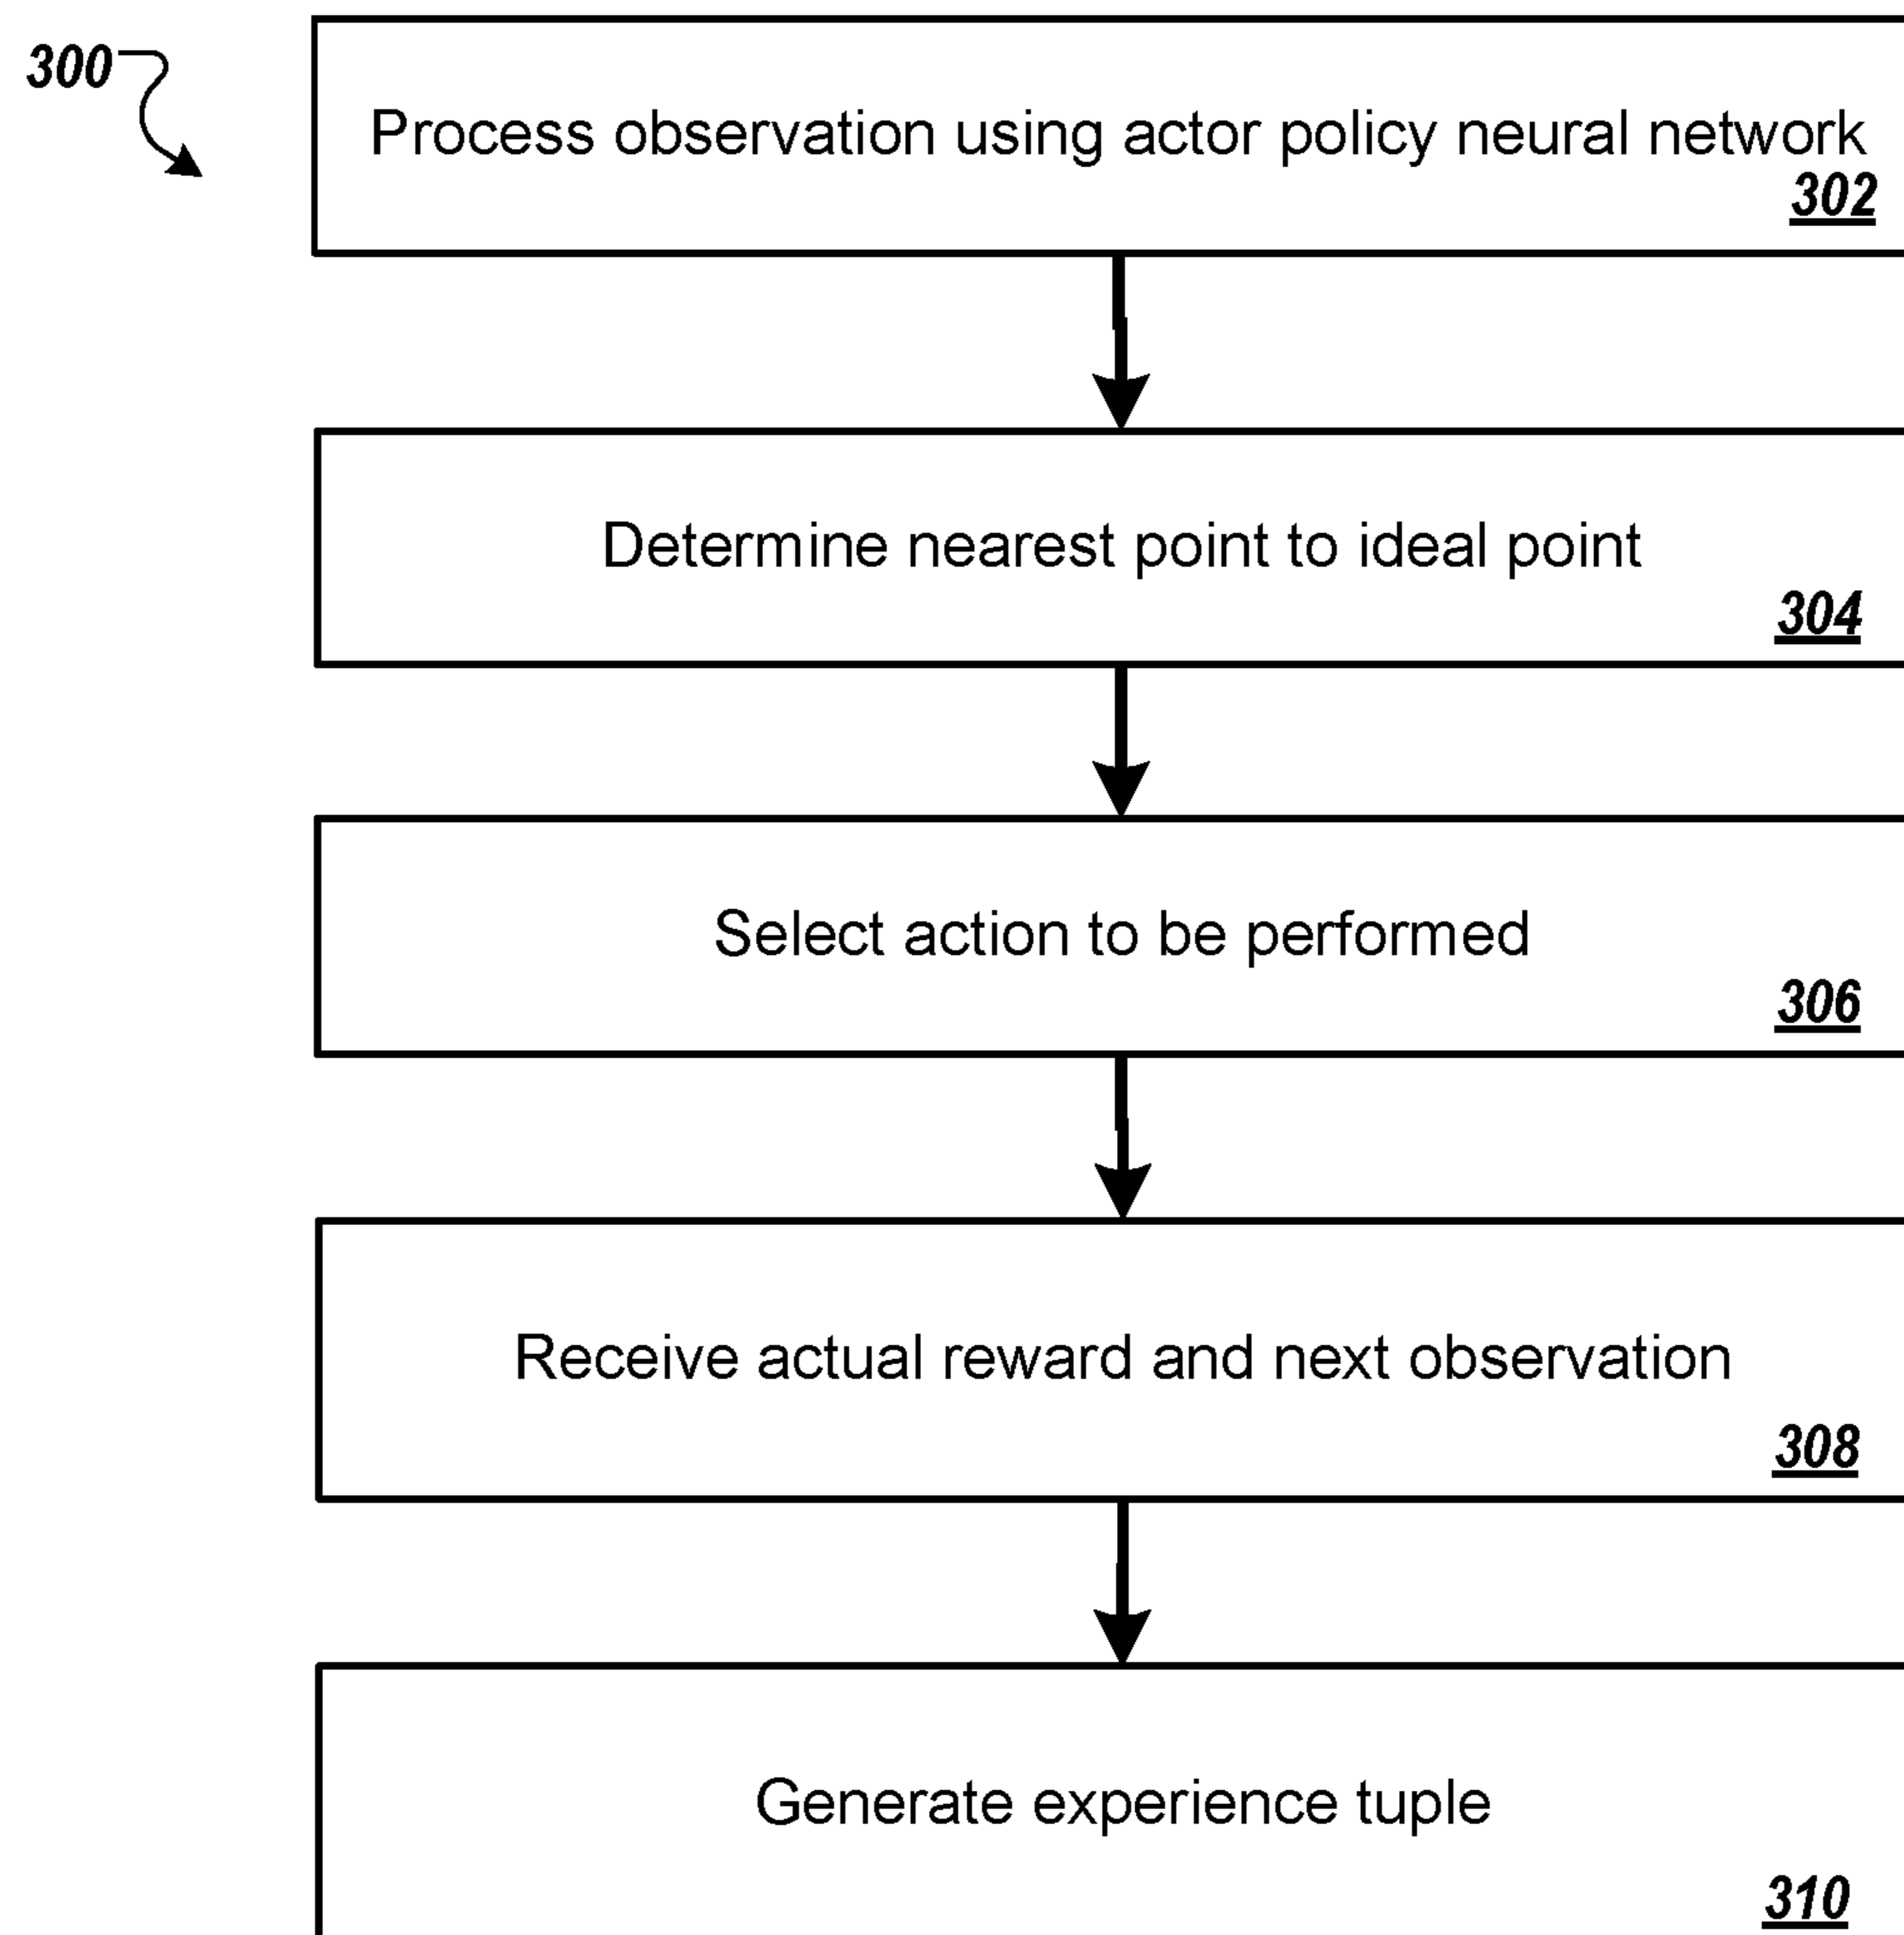 300
Process observation using actor policy neural network
302
Determine nearest point to ideal point
304
Select action to be performed
306
Receive actual reward and next observation
308
Generate experience tuple
310